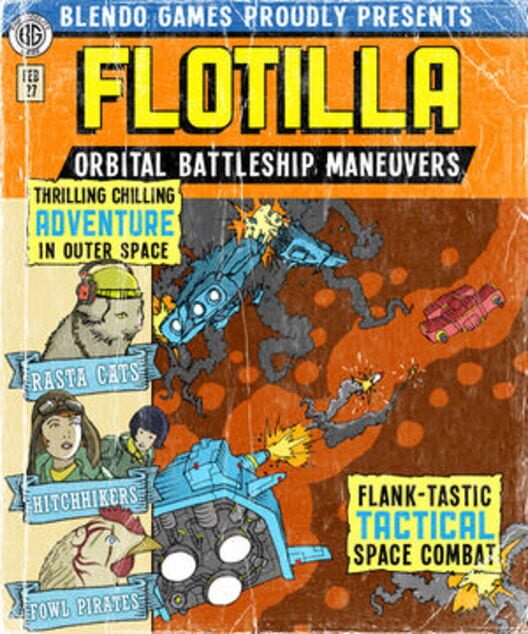 BLENDO GAMES PROUDLY PRESENTS
BG
FEB
27
FLOTILLA
ORBITAL BATTLESHIP MANEUVERS
THRILLING CHILLING
ADVENTURE
IN OUTER SPACE
RASTA CATS
HITCHHIKERS
FOWL PIRATES
FLANK-TASTIC
TACTICAL
SPACE COMBAT